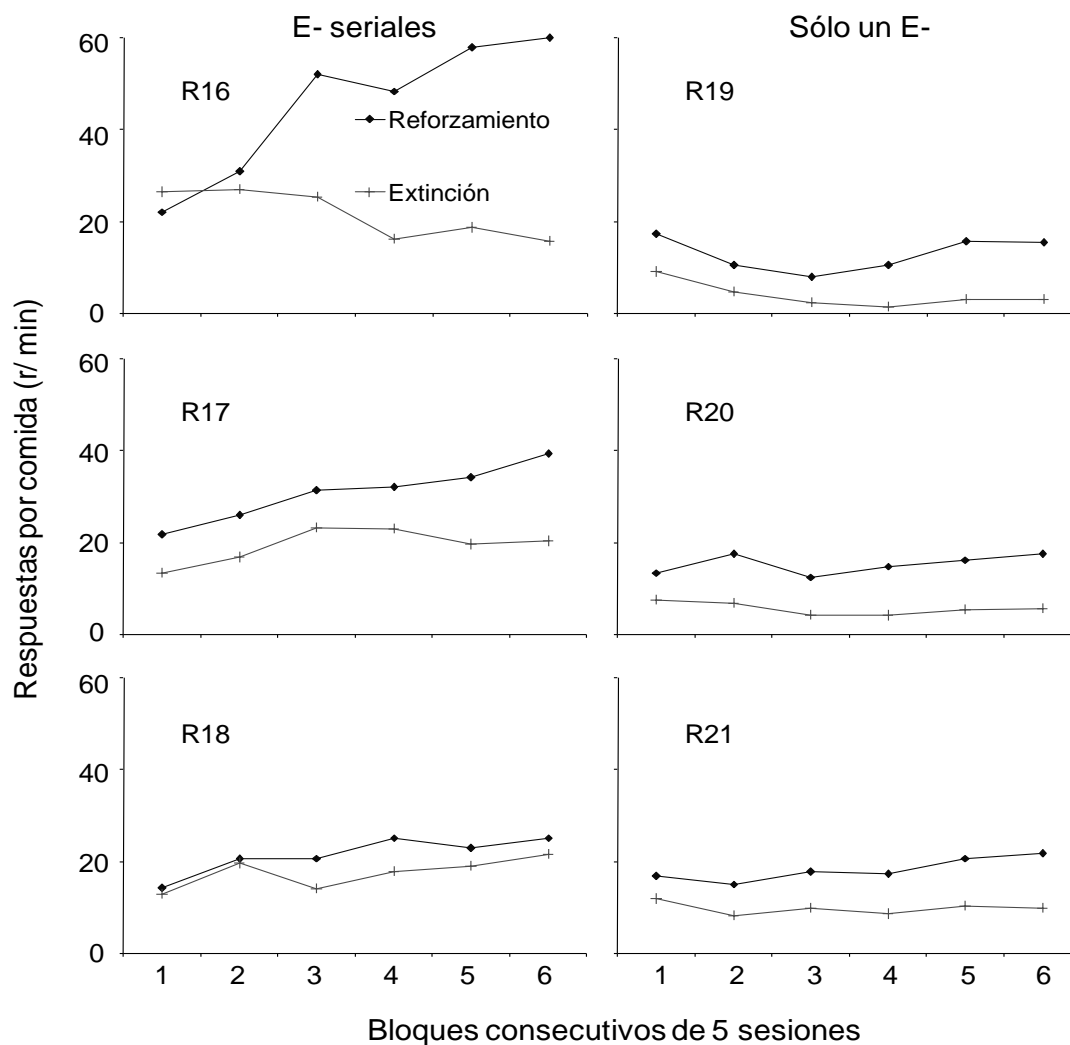 E- seriales
Sólo un E-
Respuestas por comida (r/ min)
60
40
20
0
R16
Reforzamiento
Extinción
R19
60
40
20
0
R17
R20
60
40
20
0
R18
R21
1 2 3 4 5 6
1 2 3 4 5 6
Bloques consecutivos de 5 sesiones